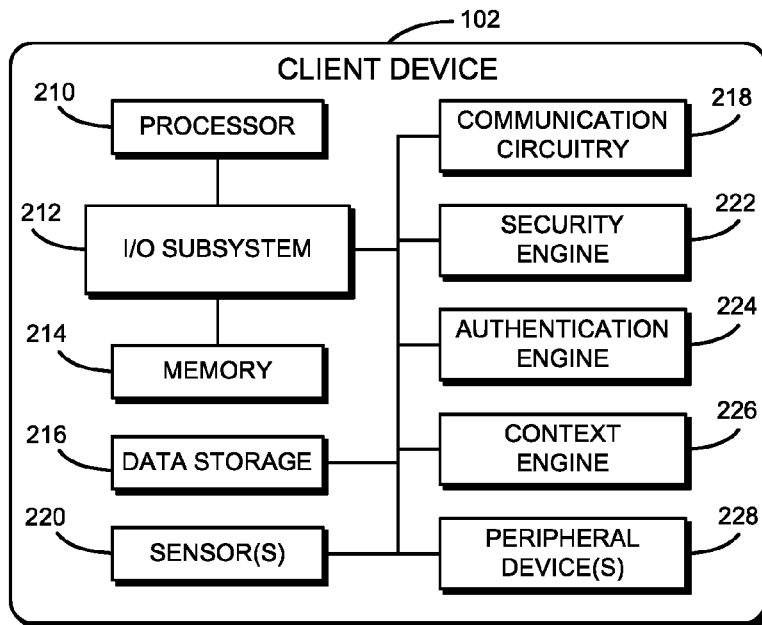 102
CLIENT DEVICE
210
PROCESSOR
212
I/O SUBSYSTEM
214
MEMORY
216
DATA STORAGE
220
SENSOR(S)
COMMUNICATION
CIRCUITRY
218
SECURITY
ENGINE
222
AUTHENTICATION
ENGINE
224
CONTEXT
ENGINE
226
PERIPHERAL
DEVICE(S)
228